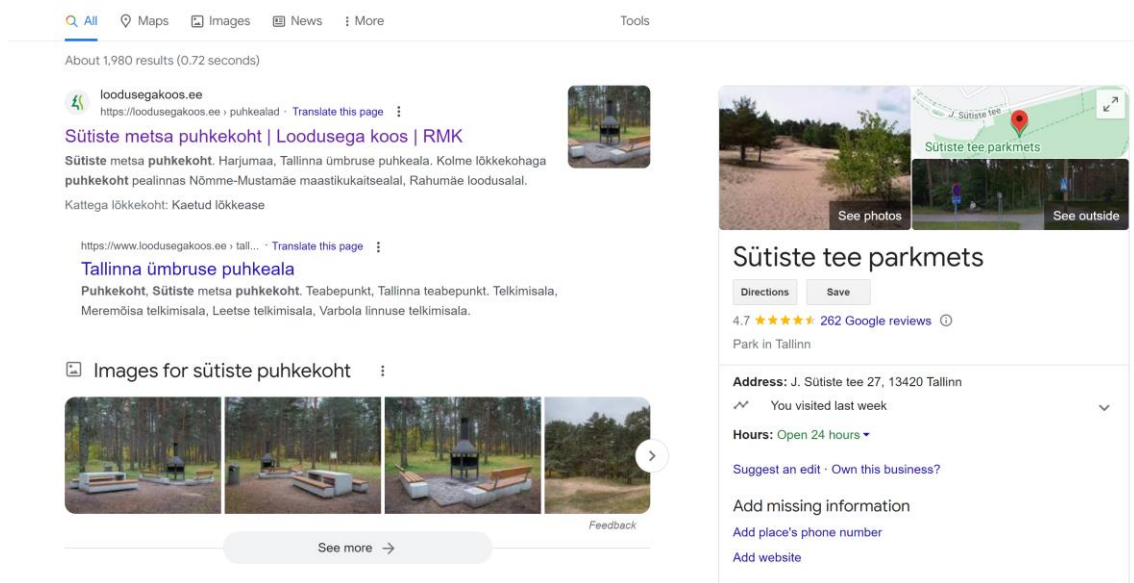 All
Maps
Images
News
More
Tools
About 1,980 results (0.72 seconds)
loodusegakoos.ee
https://loodusegakoos.ee › puhkealad · Translate this page
Sütiste metsa puhkekoht | Loodusega koos | RMK
Sütiste metsa puhkekoht. Harjumaa, Tallinna ümbruse puhkeala. Kolme lõkkekohaga
puhkekoht pealinnas Nõmme-Mustamäe maastikukaitsealal, Rahumäe loodusalal.
Kattega lõkkekoht: Kaetud lõkkease
https://www.loodusegakoos.ee › tall... · Translate this page
Tallinna ümbruse puhkeala
Puhkekoht, Sütiste metsa puhkekoht. Teabepunkt, Tallinna teabepunkt. Telkimisala,
Meremõisa telkimisala, Leetse telkimisala, Varbola linnuse telkimisala.
Images for sütiste puhkekoht
Feedback
See more →
J. Sütiste tee
Sütiste tee parkmets
See photos
See outside
Sütiste tee parkmets
Directions
Save
4.7 262 Google reviews
Park in Tallinn
Address: J. Sütiste tee 27, 13420 Tallinn
You visited last week
Hours: Open 24 hours
Suggest an edit · Own this business?
Add missing information
Add place's phone number
Add website